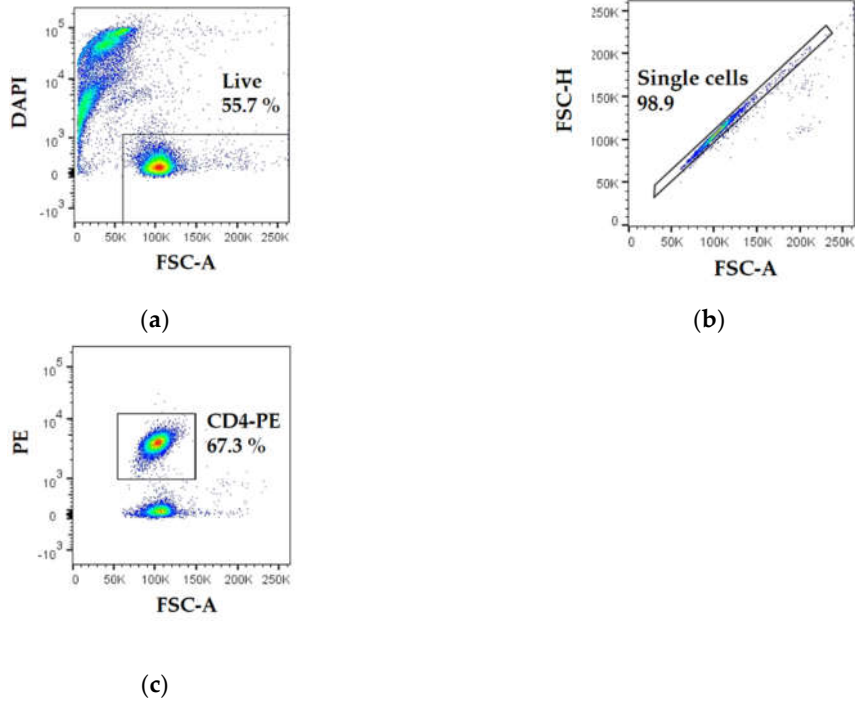 DAPI
10^5
10^4
10^3
0
-10^3
Live
55.7 %
0 50K 100K 150K 200K 250K
FSC-A
(a)
FSC-H
250K
200K
150K
100K
50K
0
Single cells
98.9
0 50K 100K 150K 200K 250K
FSC-A
(b)
PE
10^5
10^4
10^3
0
-10^3
CD4-PE
67.3 %
0 50K 100K 150K 200K 250K
FSC-A
(c)